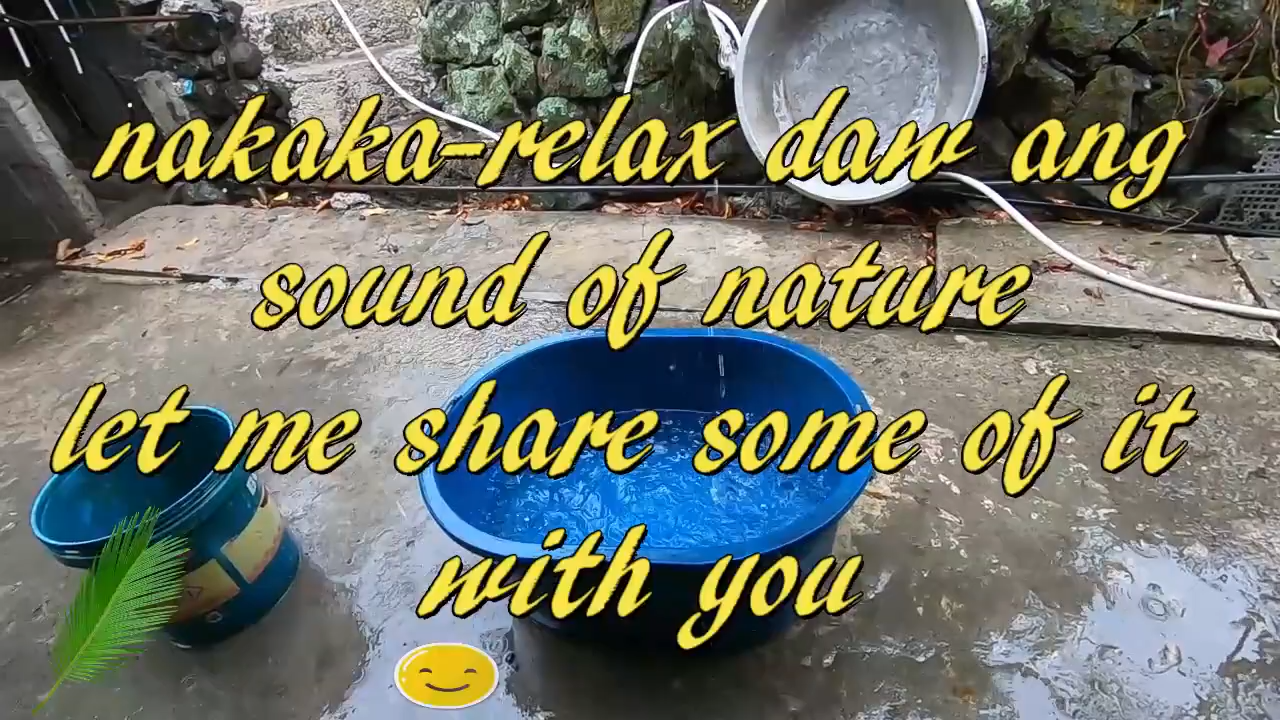 nakaka-relax daw ang
sound of nature
let me share some of it
with you